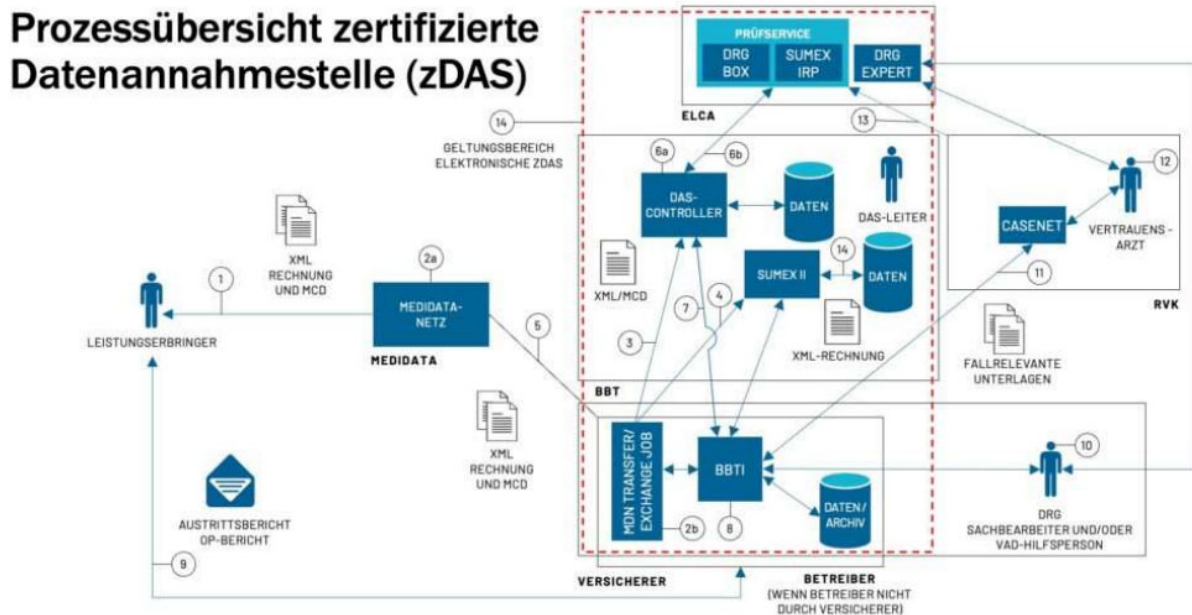 Prozessübersicht zertifizierte
Datenannahmestelle (zDAS)
PRÜFSERVICE
DRG
BOX
SUMEX
IRP
DRG
EXPERT
ELCA
14
GELTUNGSBEREICH
ELEKTRONISCHE ZDAS
13
6a
6b
DAS-
CONTROLLER
DATEN
DAS-LEITER
12
CASENET
VERTRAUENS-
ARZT
11
RVK
XML
RECHNUNG
UND MCD
1
2a
MEDIDATA-
NETZ
LEISTUNGSERBRINGER
MEDIDATA
XML/MCD
SUMEX II
14
DATEN
7
4
3
5
XML-RECHNUNG
FALLRELEVANTE
UNTERLAGEN
BBT
XML
RECHNUNG
UND MCD
MDN TRANSFER/
EXCHANGE JOB
BBTI
2b
8
DATEN/
ARCHIV
10
DRG
SACHBEARBEITER UND/ODER
VAD-HILFSPERSON
AUSTRITTSBERICHT
OP-BERICHT
9
VERSICHERER
BETREIBER
(WENN BETREIBER NICHT
DURCH VERSICHERER)